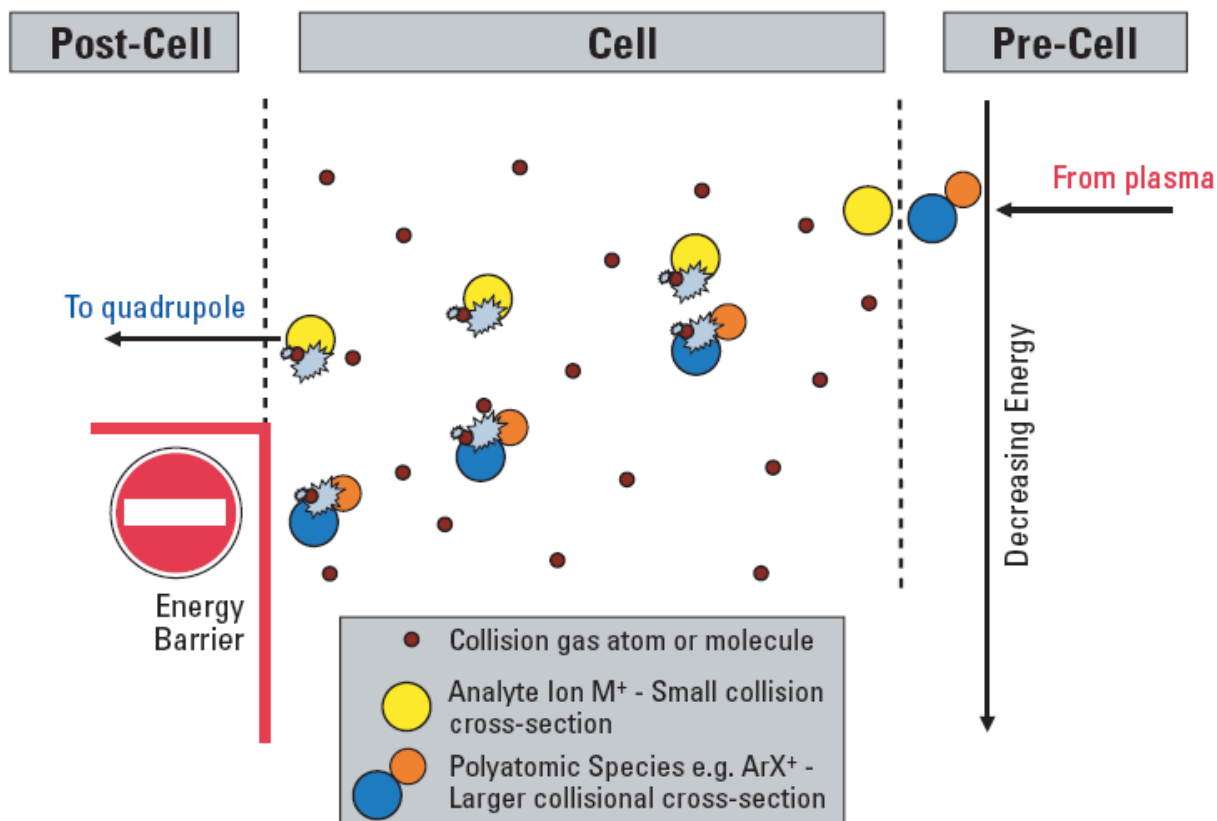 Post-Cell
Cell
Pre-Cell
From plasma
To quadrupole
Decreasing Energy
Energy
Barrier
Collision gas atom or molecule
Analyte Ion M⁺ - Small collision
cross-section
Polyatomic Species e.g. ArX⁺ -
Larger collisional cross-section